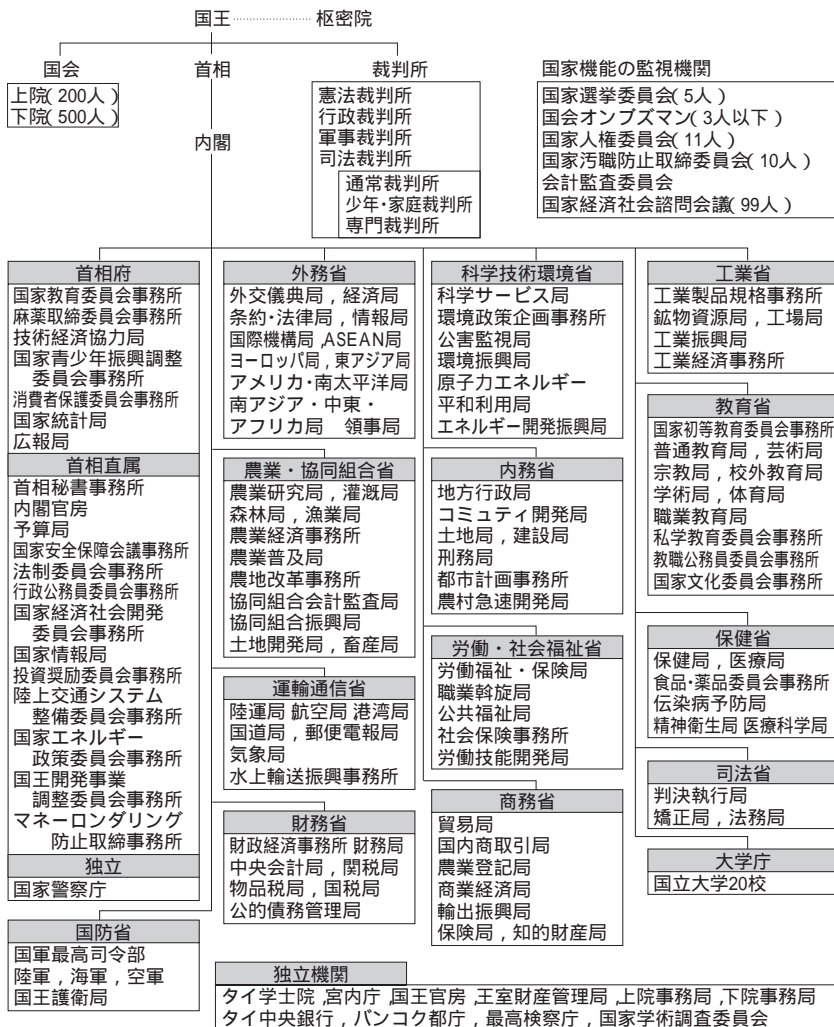 国王 枢密院
国会
上院(200人)
下院(500人)
首相
内閣
裁判所
憲法裁判所
行政裁判所
軍事裁判所
司法裁判所
通常裁判所
少年・家庭裁判所
専門裁判所
国家機能の監視機関
国家選挙委員会(5人)
国会オンブズマン(3人以下)
国家人権委員会(11人)
国家汚職防止取締委員会(10人)
会計監査委員会
国家経済社会諮問会議(99人)
首相府
国家教育委員会事務所
麻薬取締委員会事務所
技術経済協力局
国家青少年振興調整
委員会事務所
消費者保護委員会事務所
国家統計局
広報局
首相直属
首相秘書事務所
内閣官房
予算局
国家安全保障会議事務所
法制委員会事務所
行政公務員委員会事務所
国家経済社会開発
委員会事務所
国家情報局
投資奨励委員会事務所
陸上交通システム
整備委員会事務所
国家エネルギー
政策委員会事務所
国王開発事業
調整委員会事務所
マネーロンダリング
防止取締事務所
独立
国家警察庁
国防省
国軍最高司令部
陸軍，海軍，空軍
国王護衛局
外務省
外交儀典局，経済局
条約・法律局，情報局
国際機構局，ASEAN局
ヨーロッパ局，東アジア局
アメリカ・南太平洋局
南アジア・中東・
アフリカ局 領事局
農業・協同組合省
農業研究局，灌漑局
森林局，漁業局
農業経済事務所
農業普及局
農地改革事務所
協同組合会計監査局
協同組合振興局
土地開発局，畜産局
運輸通信省
陸運局 航空局 港湾局
国道局，郵便電報局
気象局
水上輸送振興事務所
財務省
財政経済事務所 財務局
中央会計局，関税局
物品税局，国税局
公的債務管理局
科学技術環境省
科学サービス局
環境政策企画事務所
公害監視局
環境振興局
原子力エネルギー
平和利用局
エネルギー開発振興局
内務省
地方行政局
コミュティ開発局
土地局，建設局
刑務局
都市計画事務所
農村急速開発局
労働・社会福祉省
労働福祉・保険局
職業斡旋局
公共福祉局
社会保険事務所
労働技能開発局
商務省
貿易局
国内商取引局
農業登記局
商業経済局
輸出振興局
保険局，知的財産局
工業省
工業製品規格事務所
鉱物資源局，工場局
工業振興局
工業経済事務所
教育省
国家初等教育委員会事務所
普通教育局，芸術局
宗教局，校外教育局
学術局，体育局
職業教育局
私学教育委員会事務所
教職公務員委員会事務所
国家文化委員会事務所
保健省
保健局，医療局
食品・薬品委員会事務所
伝染病予防局
精神衛生局 医療科学局
司法省
判決執行局
矯正局，法務局
大学庁
国立大学20校
独立機関
タイ学士院，宮内庁，国王官房，王室財産管理局，上院事務局，下院事務局
タイ中央銀行，バンコク都庁，最高検察庁，国家学術調査委員会